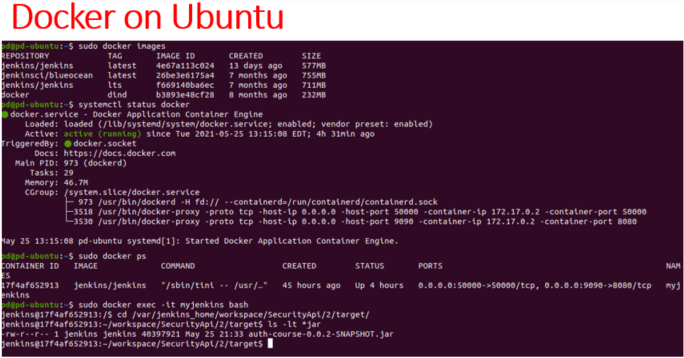 Docker on Ubuntu
pd@pd-ubuntu:~$ sudo docker images
REPOSITORY TAG IMAGE ID CREATED SIZE
jenkins/jenkins latest 4e67a113c024 13 days ago 577MB
jenkinsci/blueocean latest 26be3e6175a4 7 months ago 755MB
jenkins/jenkins lts f669140ba6ec 7 months ago 711MB
docker dind b3893e48cf28 8 months ago 232MB
pd@pd-ubuntu:~$ systemctl status docker
● docker.service - Docker Application Container Engine
Loaded: loaded (/lib/systemd/system/docker.service; enabled; vendor preset: enabled)
Active: active (running) since Tue 2021-05-25 13:15:08 EDT; 4h 31min ago
TriggeredBy: ● docker.socket
Docs: https://docs.docker.com
Main PID: 973 (dockerd)
Tasks: 29
Memory: 46.7M
CGroup: /system.slice/docker.service
├─ 973 /usr/bin/dockerd -H fd:// --containerd=/run/containerd/containerd.sock
├─3518 /usr/bin/docker-proxy -proto tcp -host-ip 0.0.0.0 -host-port 50000 -container-ip 172.17.0.2 -container-port 50000
└─3530 /usr/bin/docker-proxy -proto tcp -host-ip 0.0.0.0 -host-port 9090 -container-ip 172.17.0.2 -container-port 8080
May 25 13:15:08 pd-ubuntu systemd[1]: Started Docker Application Container Engine.
pd@pd-ubuntu:~$ sudo docker ps
CONTAINER ID IMAGE COMMAND CREATED STATUS PORTS NAM
ES
17f4af652913 jenkins/jenkins "/sbin/tini -- /usr/…" 45 hours ago Up 4 hours 0.0.0.0:50000->50000/tcp, 0.0.0.0:9090->8080/tcp myj
enkins
pd@pd-ubuntu:~$ sudo docker exec -it myjenkins bash
jenkins@17f4af652913:/$ cd /var/jenkins_home/workspace/SecurityApi/2/target/
jenkins@17f4af652913:~/workspace/SecurityApi/2/target$ ls -lt *jar
-rw-r--r-- 1 jenkins jenkins 40397921 May 25 21:33 auth-course-0.0.2-SNAPSHOT.jar
jenkins@17f4af652913:~/workspace/SecurityApi/2/target$